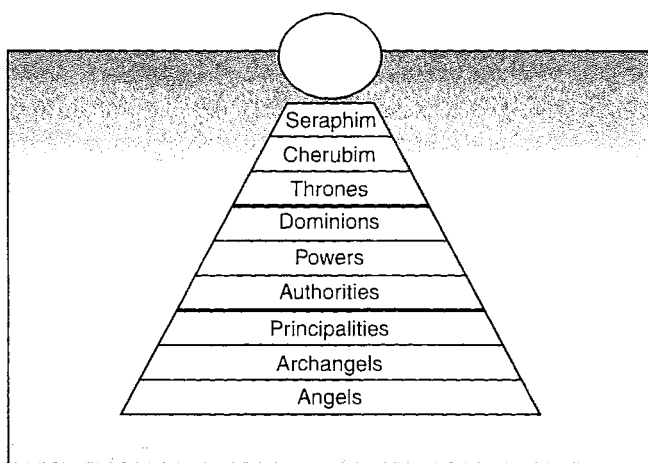 Seraphim
Cherubim
Thrones
Dominions
Powers
Authorities
Principalities
Archangels
Angels